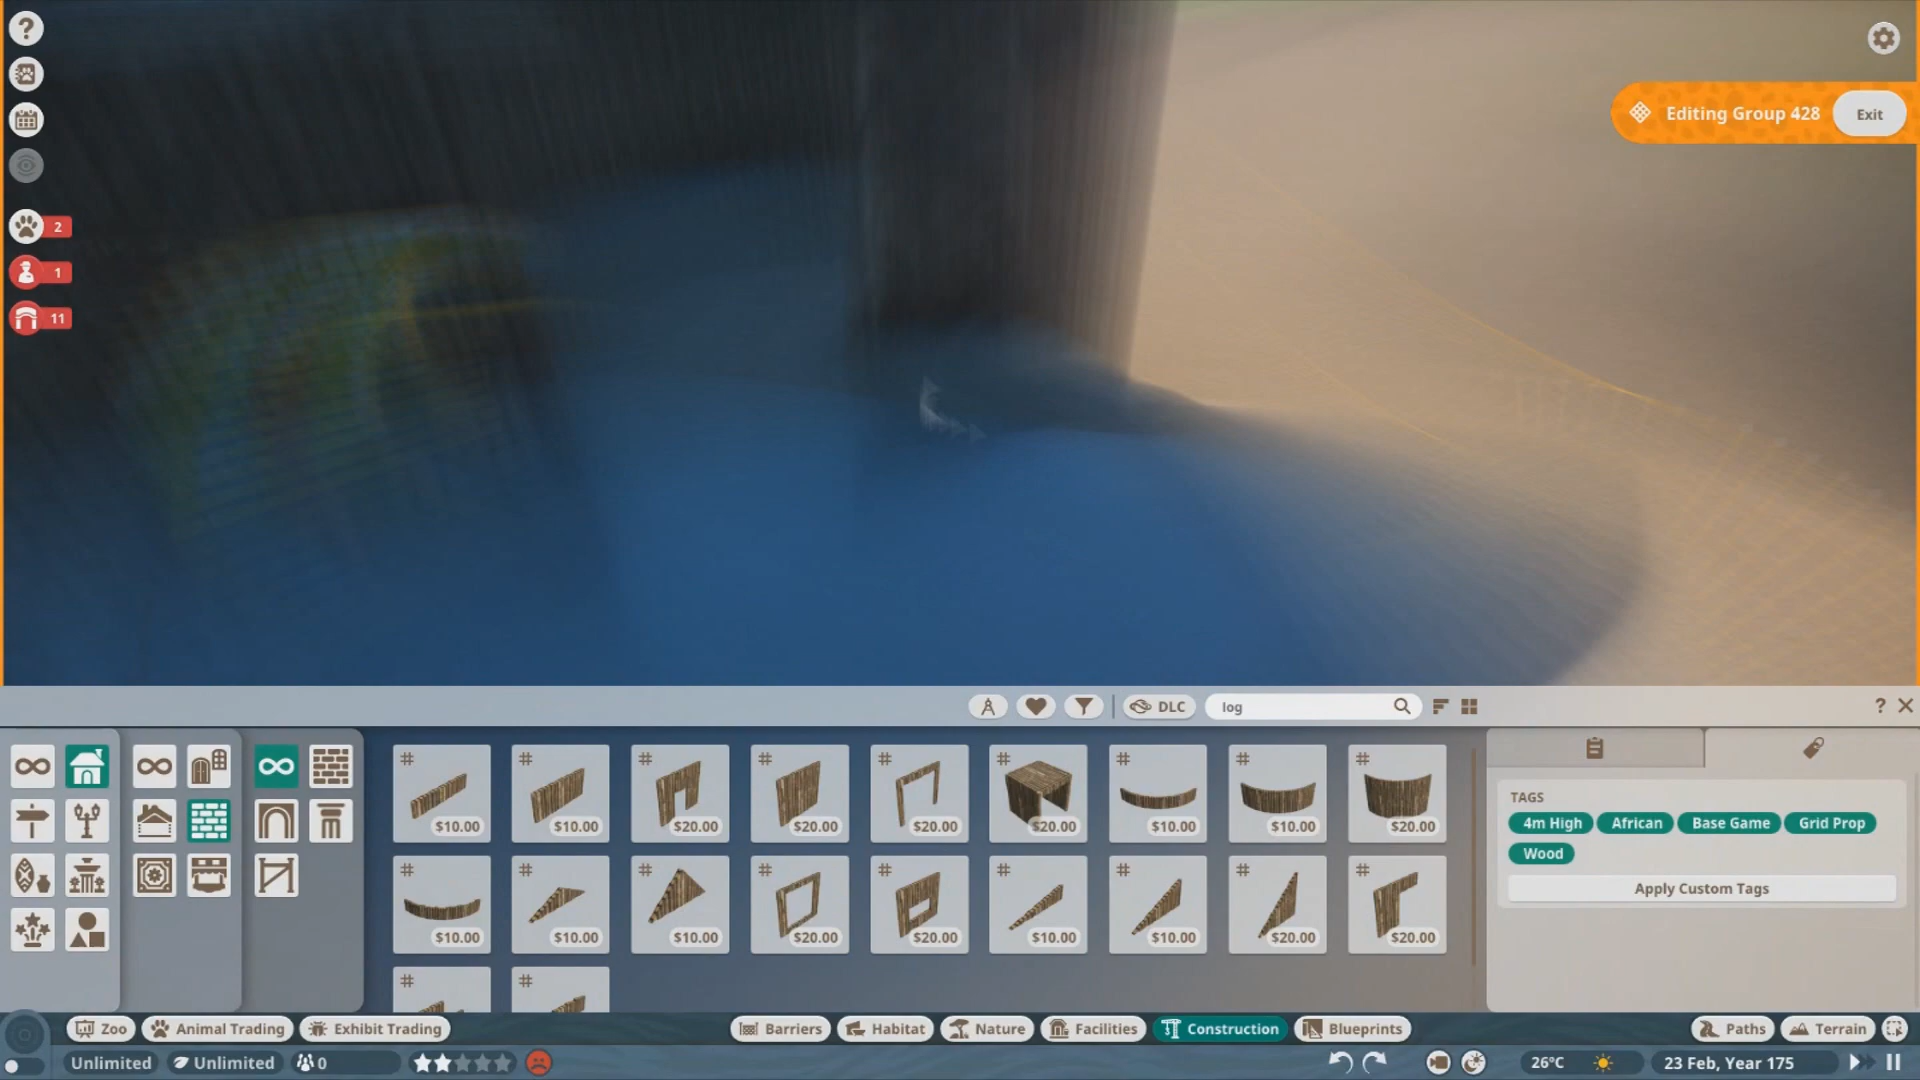 ?
Editing Group 428
Exit
2
1
11
DLC
log
?
# # # # # # # # #
$10.00 $10.00 $20.00 $20.00 $20.00 $20.00 $10.00 $10.00 $20.00
# # # # # # # # #
$10.00 $10.00 $10.00 $20.00 $20.00 $10.00 $10.00 $20.00 $20.00
# #
TAGS
4m High African Base Game Grid Prop
Wood
Apply Custom Tags
Zoo Animal Trading Exhibit Trading Barriers Habitat Nature Facilities Construction Blueprints Paths Terrain
Unlimited Unlimited 0 26°C 23 Feb, Year 175